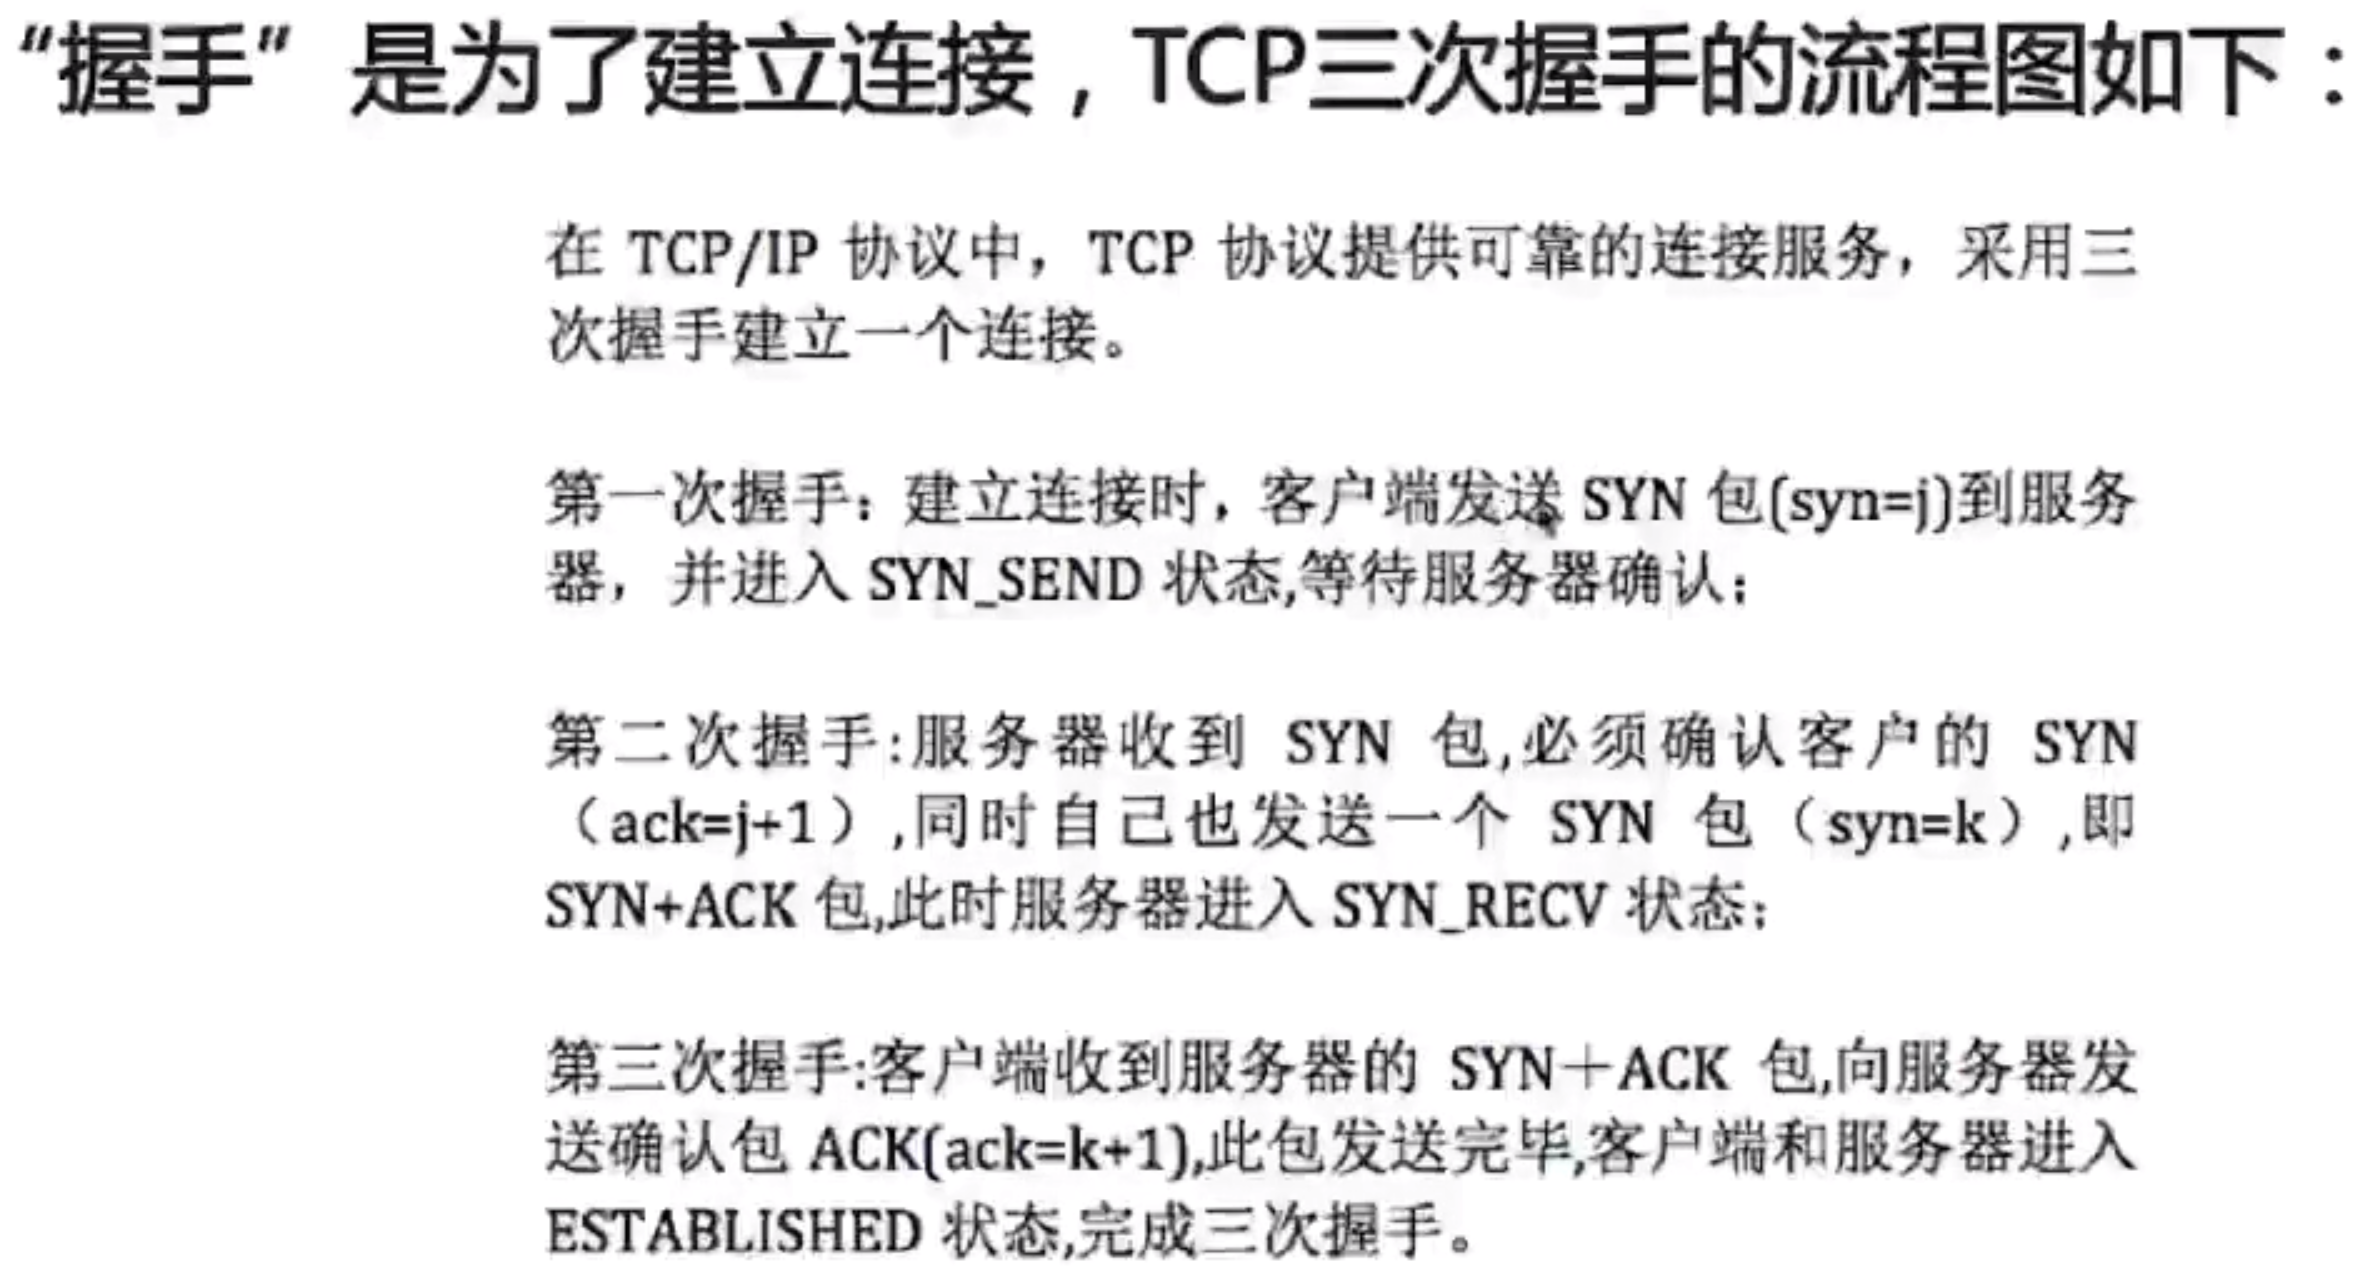 “握手”是为了建立连接，TCP三次握手的流程图如下：
在 TCP/IP 协议中，TCP 协议提供可靠的连接服务，采用三
次握手建立一个连接。
第一次握手：建立连接时，客户端发送 SYN 包(syn=j)到服务
器，并进入 SYN_SEND 状态,等待服务器确认；
第二次握手:服务器收到 SYN 包,必须确认客户的 SYN
（ack=j+1）,同时自己也发送一个 SYN 包（syn=k）,即
SYN+ACK 包,此时服务器进入 SYN_RECV 状态；
第三次握手:客户端收到服务器的 SYN＋ACK 包,向服务器发
送确认包 ACK(ack=k+1),此包发送完毕,客户端和服务器进入
ESTABLISHED 状态,完成三次握手。